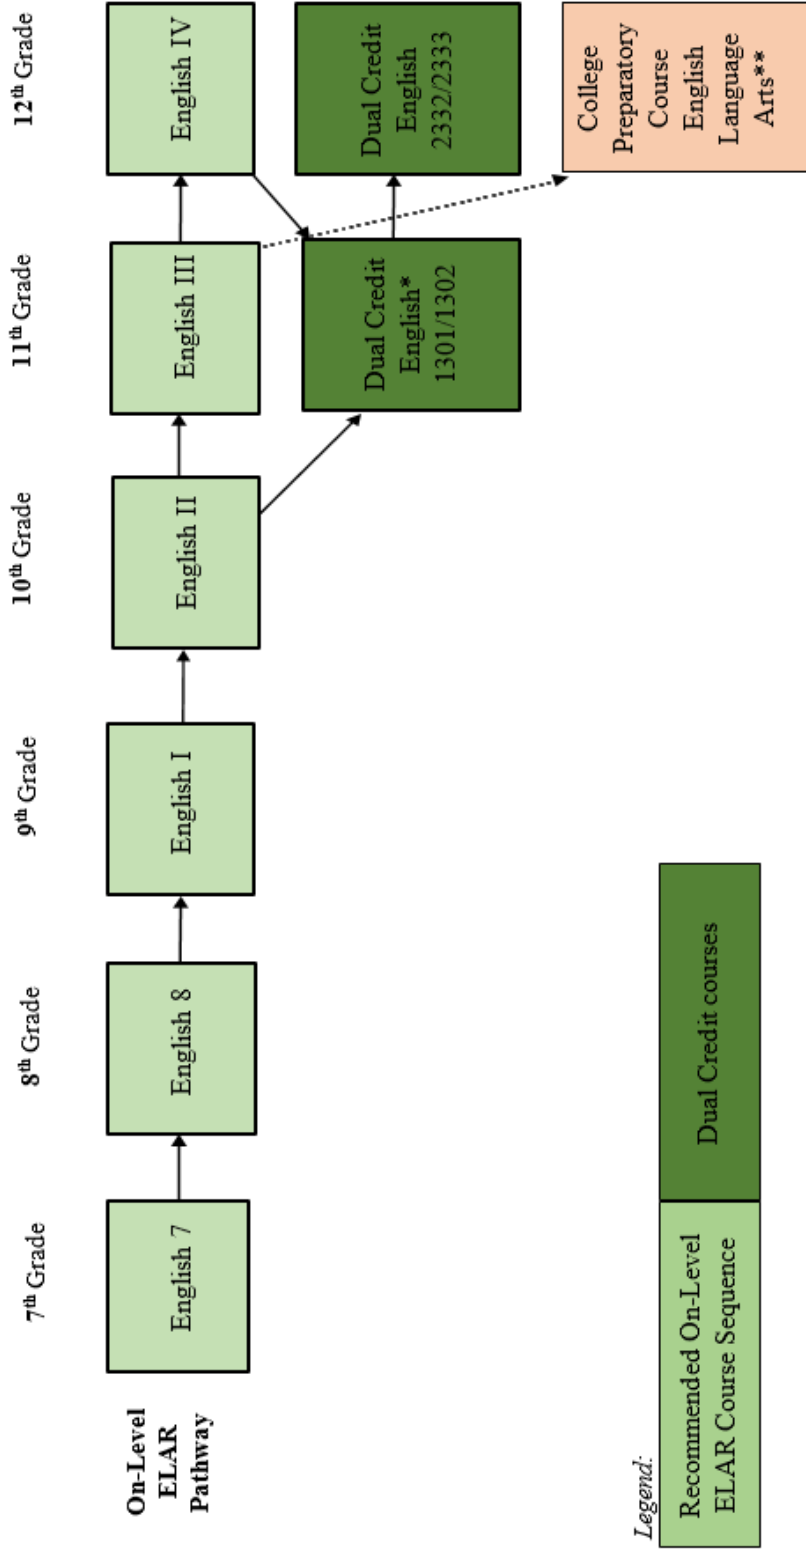 7th Grade
8th Grade
9th Grade
10th Grade
11th Grade
12th Grade
On-Level
ELAR
Pathway
English 7
English 8
English I
English II
English III
English IV
Dual Credit
English*
1301/1302
Dual Credit
English
2332/2333
College
Preparatory
Course
English
Language
Arts**
Legend:
Recommended On-Level
ELAR Course Sequence
Dual Credit courses